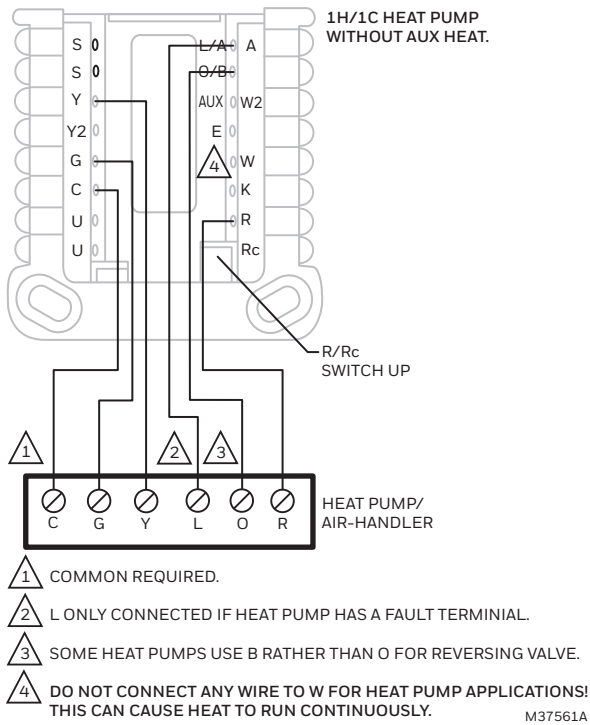 1H/1C HEAT PUMP
WITHOUT AUX HEAT.
S L/A A
S O/B
Y AUX W2
Y2 E
G 4 W
C K
U R
U Rc
R/Rc
SWITCH UP
1 2 3
C G Y L O R
HEAT PUMP/
AIR-HANDLER
1 COMMON REQUIRED.
2 L ONLY CONNECTED IF HEAT PUMP HAS A FAULT TERMINIAL.
3 SOME HEAT PUMPS USE B RATHER THAN O FOR REVERSING VALVE.
4 DO NOT CONNECT ANY WIRE TO W FOR HEAT PUMP APPLICATIONS!
THIS CAN CAUSE HEAT TO RUN CONTINUOUSLY.
M37561A